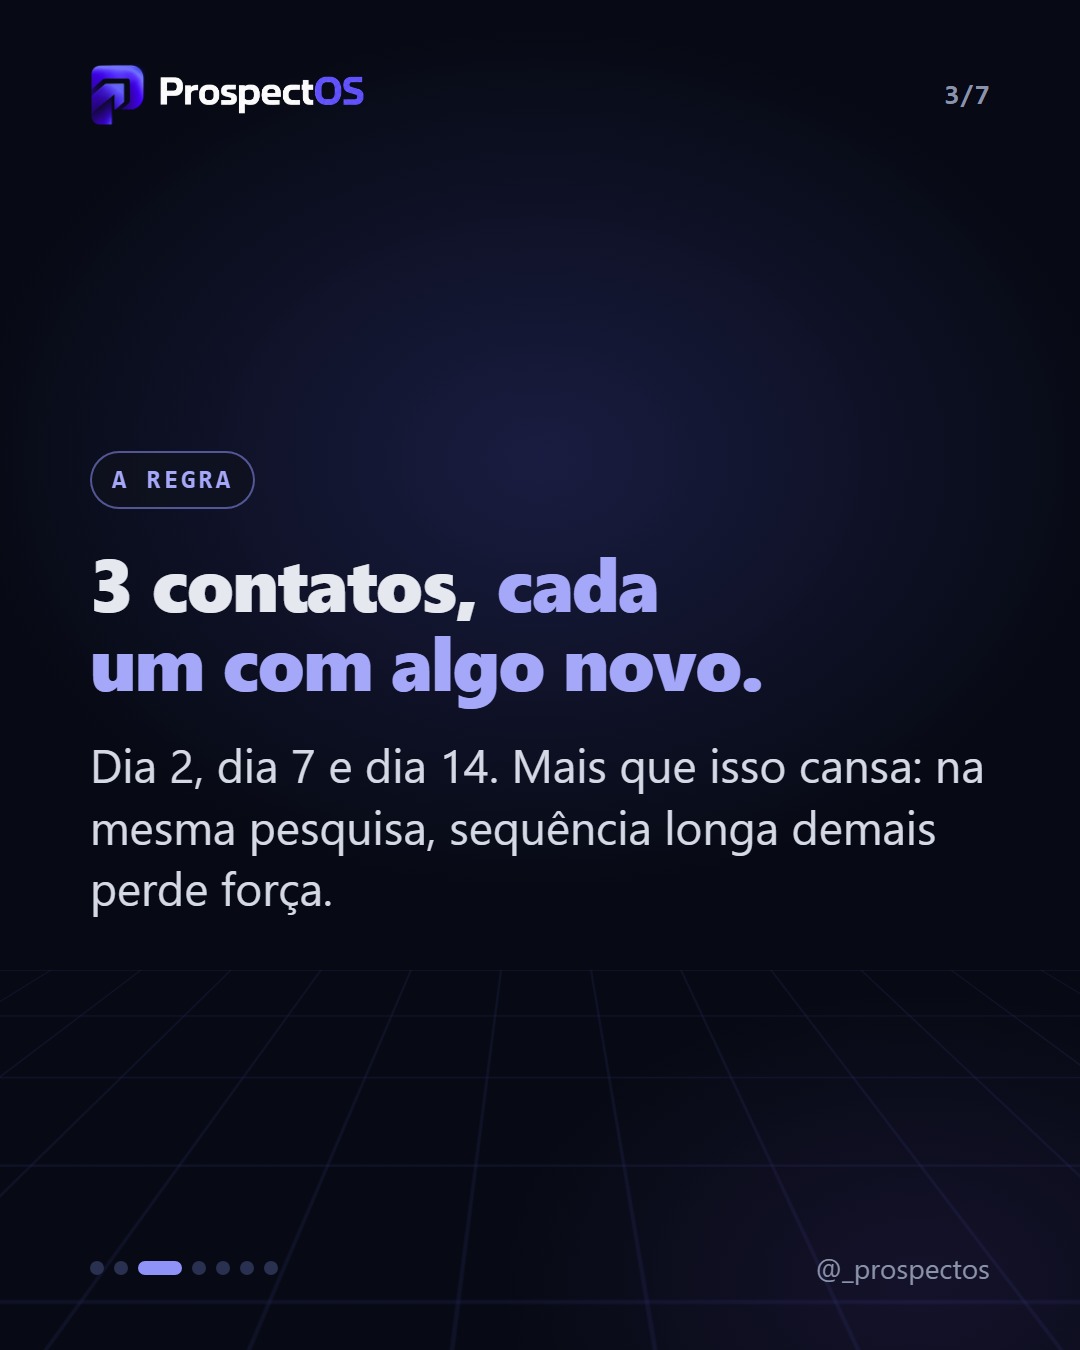 ProspectOS
3/7
A REGRA
3 contatos, cada
um com algo novo.
Dia 2, dia 7 e dia 14. Mais que isso cansa: na
mesma pesquisa, sequência longa demais
perde força.
@_prospectos